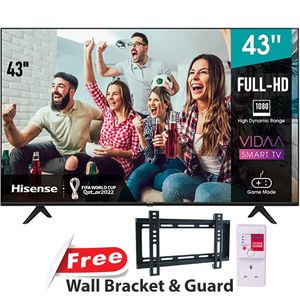 43"
43"
FULL-HD
1080
High Dynamic Range
VIDAA
SMART TV
Game Mode
Hisense
FIFA WORLD CUP
Qatar2022
Free
Wall Bracket & Guard